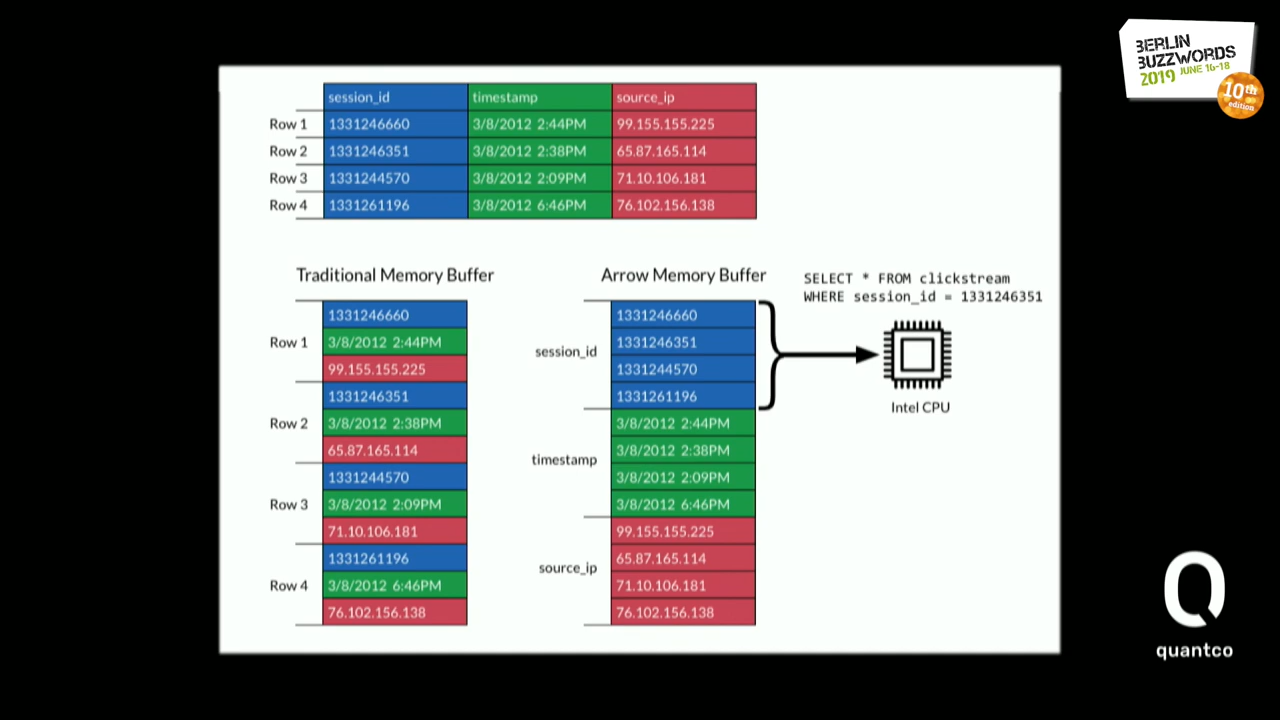 BERLIN
BUZZWORDS
2019 JUNE 16-18
10th
edition
session_id timestamp source_ip
Row 1 1331246660 3/8/2012 2:44PM 99.155.155.225
Row 2 1331246351 3/8/2012 2:38PM 65.87.165.114
Row 3 1331244570 3/8/2012 2:09PM 71.10.106.181
Row 4 1331261196 3/8/2012 6:46PM 76.102.156.138
Traditional Memory Buffer
Row 1
1331246660
3/8/2012 2:44PM
99.155.155.225
Row 2
1331246351
3/8/2012 2:38PM
65.87.165.114
Row 3
1331244570
3/8/2012 2:09PM
71.10.106.181
Row 4
1331261196
3/8/2012 6:46PM
76.102.156.138
Arrow Memory Buffer
session_id
1331246660
1331246351
1331244570
1331261196
timestamp
3/8/2012 2:44PM
3/8/2012 2:38PM
3/8/2012 2:09PM
3/8/2012 6:46PM
source_ip
99.155.155.225
65.87.165.114
71.10.106.181
76.102.156.138
SELECT * FROM clickstream
WHERE session_id = 1331246351
Intel CPU
Q
quantco